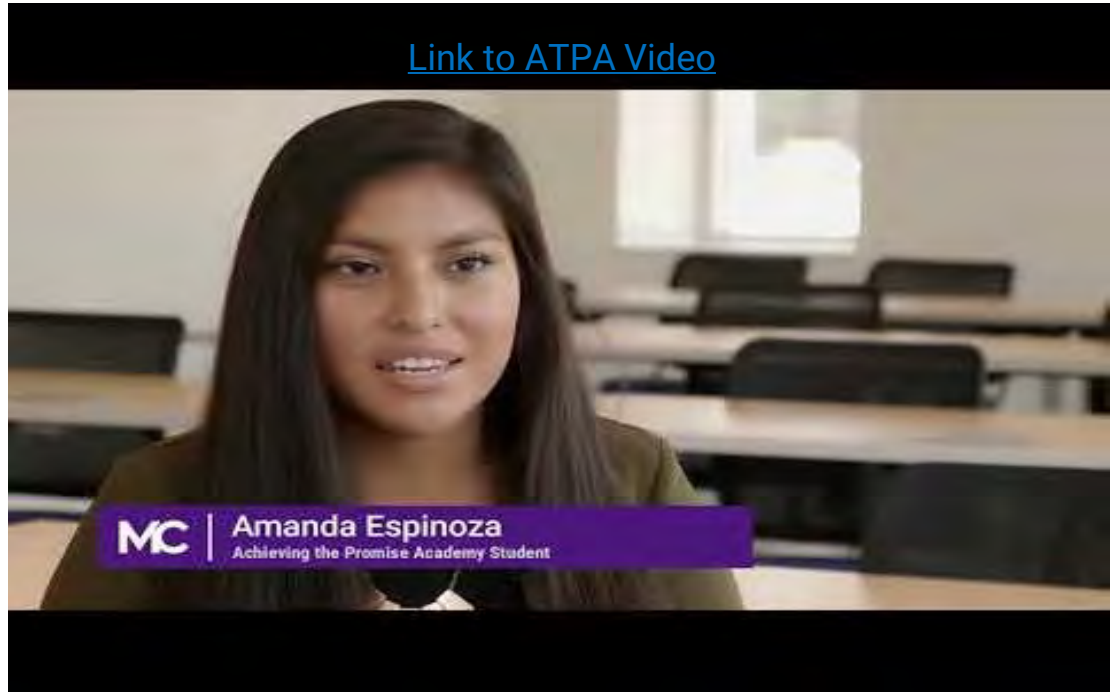 Link to ATPA Video
MC
Amanda Espinoza
Achieving the Promise Academy Student